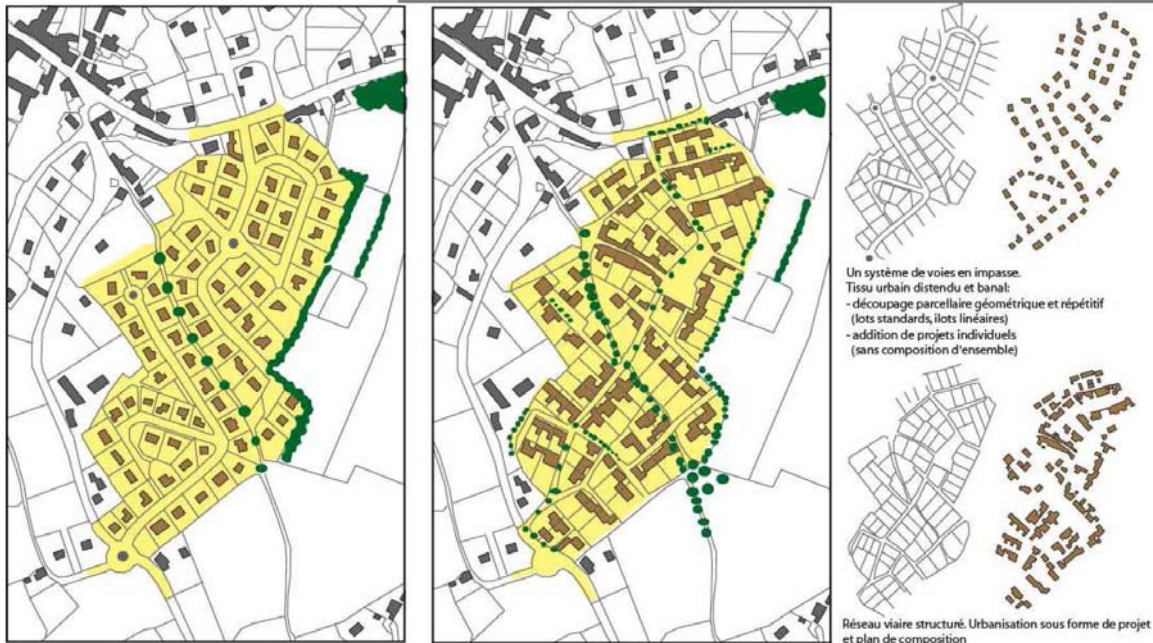 Un système de voies en impasse.
Tissu urbain distendu et banal:
- découpage parcellaire géométrique et répétitif
(lots standards, ilots linéaires)
- addition de projets individuels
(sans composition d'ensemble)
Réseau viaire structuré. Urbanisation sous forme de projet
et plan de composition